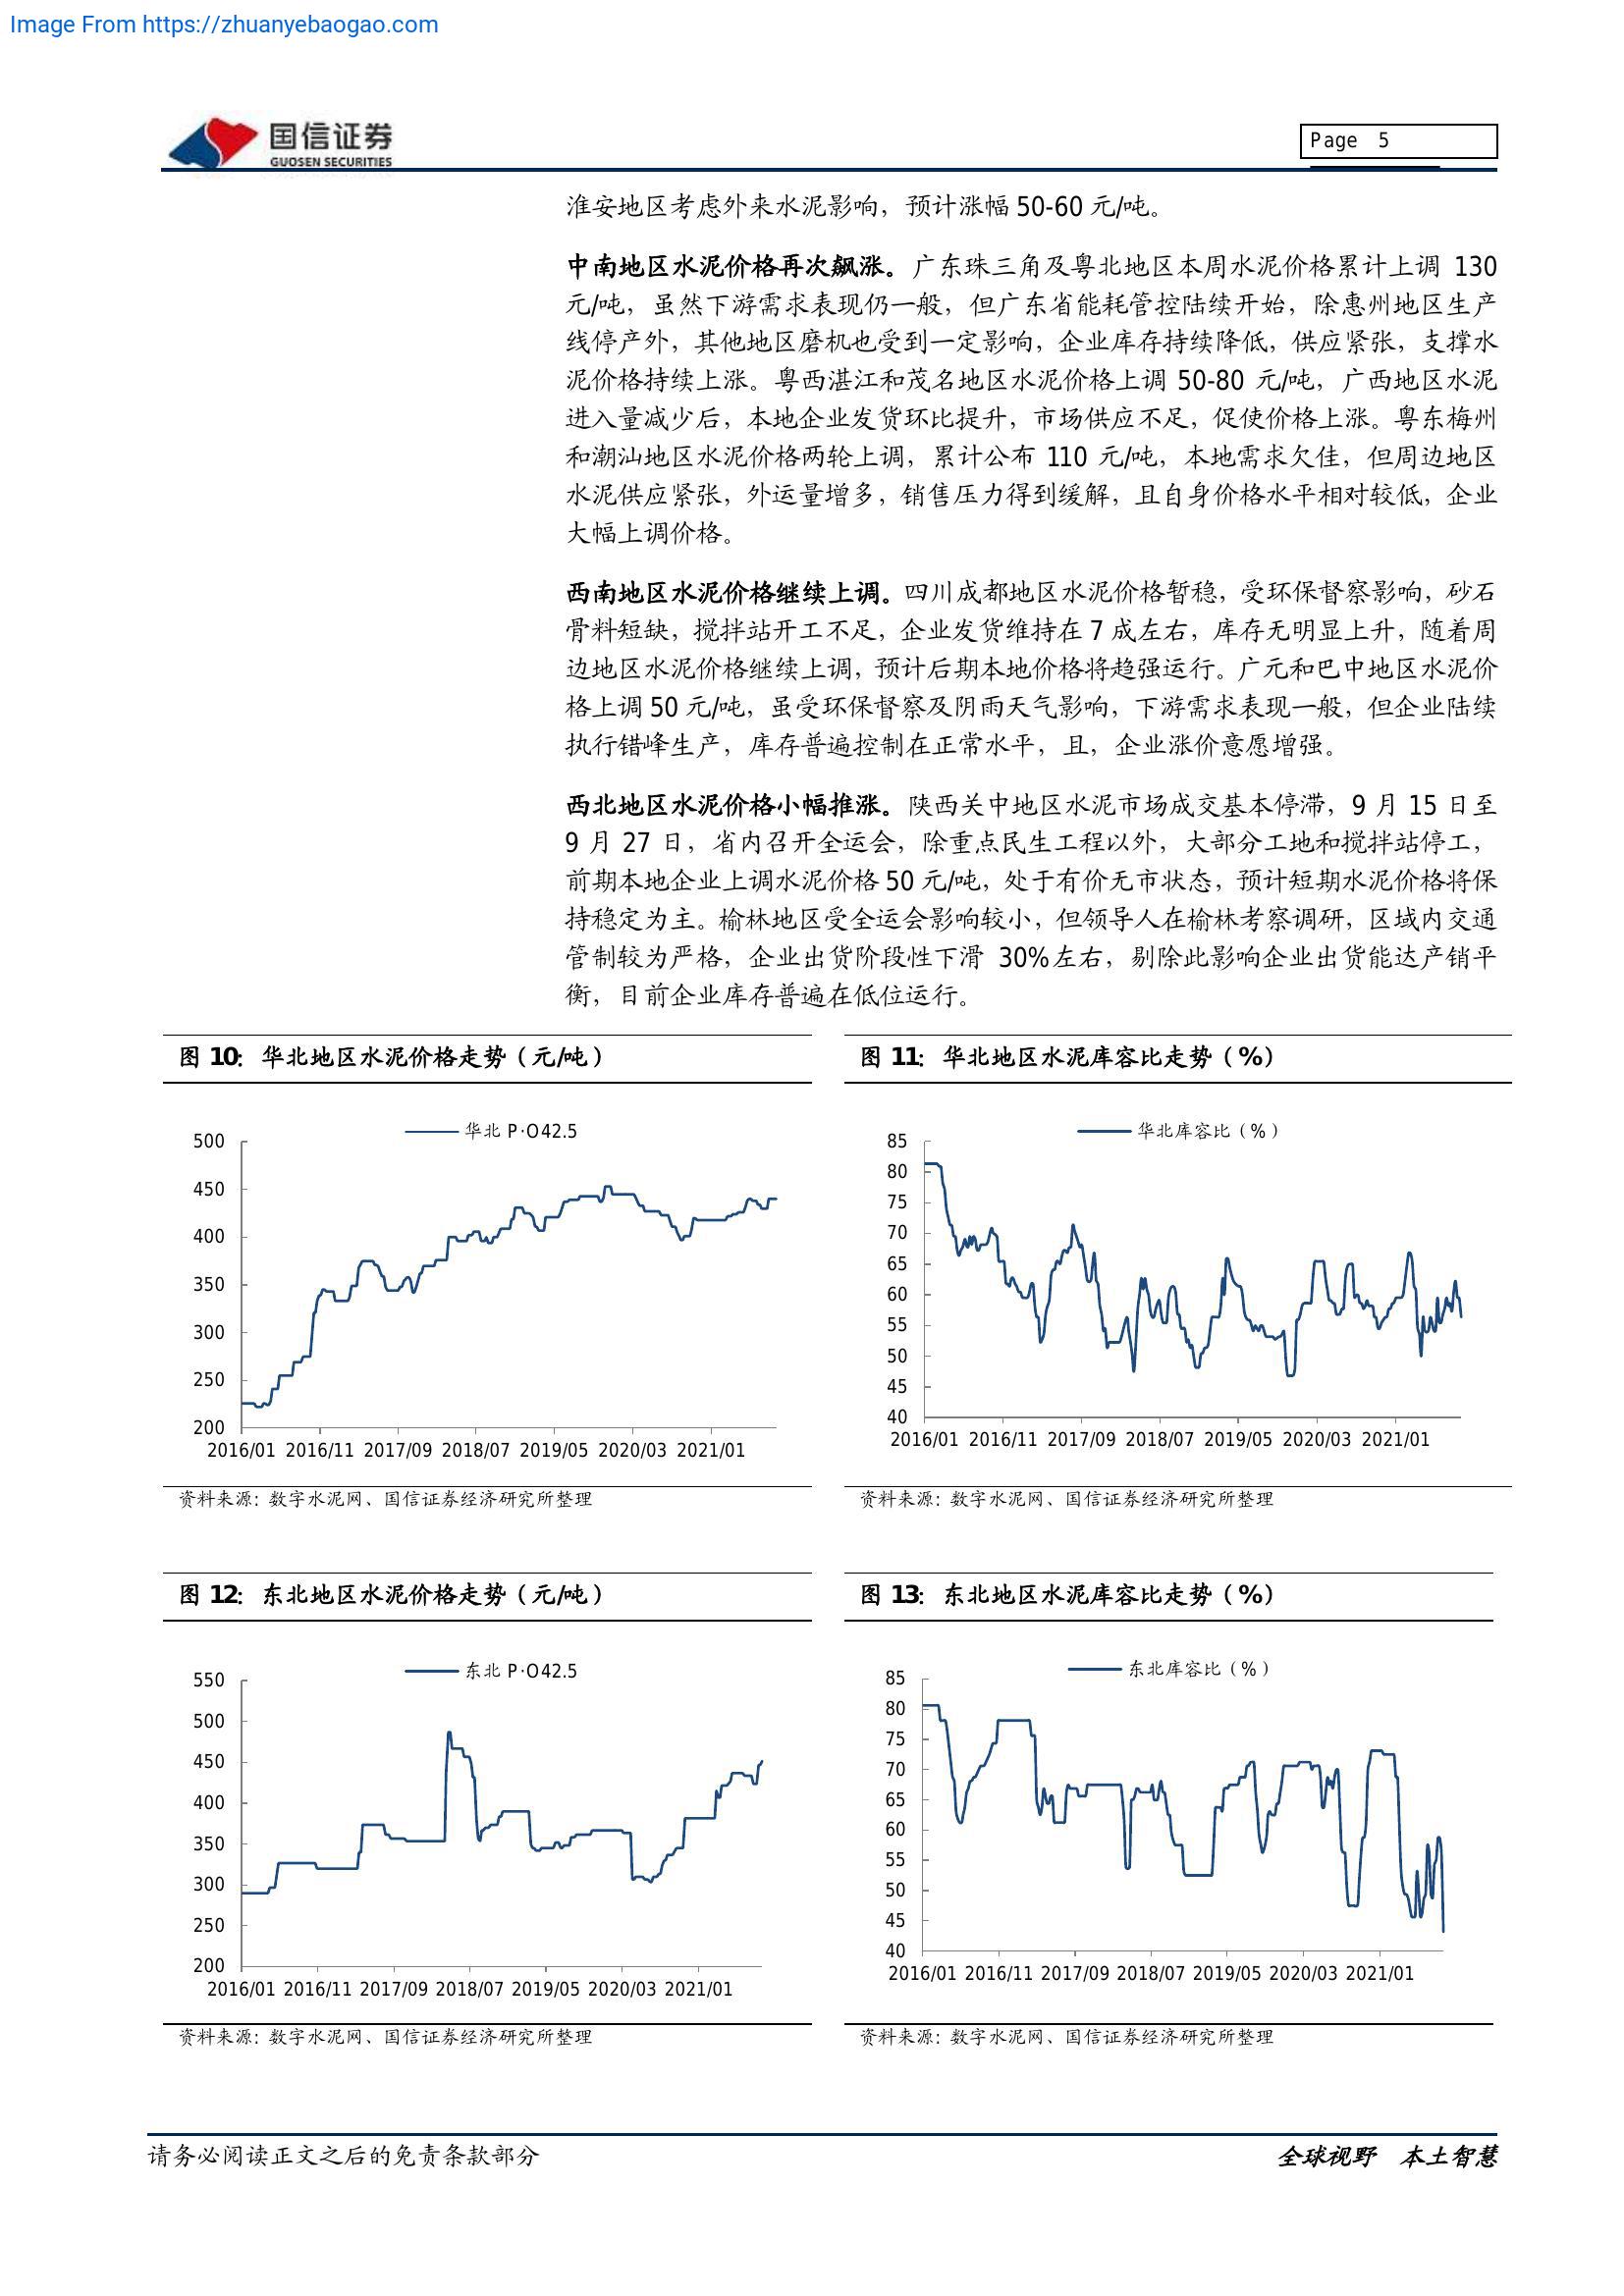 Image From https://zhuanyebaogao.com
国信证券
GUOSEN SECURITIES
Page 5
淮安地区考虑外来水泥影响，预计涨幅 50-60 元/吨。
中南地区水泥价格再次飙涨。广东珠三角及粤北地区本周水泥价格累计上调 130
元/吨，虽然下游需求表现仍一般，但广东省能耗管控陆续开始，除惠州地区生产
线停产外，其他地区磨机也受到一定影响，企业库存持续降低，供应紧张，支撑水
泥价格持续上涨。粤西湛江和茂名地区水泥价格上调 50-80 元/吨，广西地区水泥
进入量减少后，本地企业发货环比提升，市场供应不足，促使价格上涨。粤东梅州
和潮汕地区水泥价格两轮上调，累计公布 110 元/吨，本地需求欠佳，但周边地区
水泥供应紧张，外运量增多，销售压力得到缓解，且自身价格水平相对较低，企业
大幅上调价格。
西南地区水泥价格继续上调。四川成都地区水泥价格暂稳，受环保督察影响，砂石
骨料短缺，搅拌站开工不足，企业发货维持在 7 成左右，库存无明显上升，随着周
边地区水泥价格继续上调，预计后期本地价格将趋强运行。广元和巴中地区水泥价
格上调 50 元/吨，虽受环保督察及阴雨天气影响，下游需求表现一般，但企业陆续
执行错峰生产，库存普遍控制在正常水平，且，企业涨价意愿增强。
西北地区水泥价格小幅推涨。陕西关中地区水泥市场成交基本停滞，9 月 15 日至
9 月 27 日，省内召开全运会，除重点民生工程以外，大部分工地和搅拌站停工，
前期本地企业上调水泥价格 50 元/吨，处于有价无市状态，预计短期水泥价格将保
持稳定为主。榆林地区受全运会影响较小，但领导人在榆林考察调研，区域内交通
管制较为严格，企业出货阶段性下滑 30%左右，剔除此影响企业出货能达产销平
衡，目前企业库存普遍在低位运行。
图 10：华北地区水泥价格走势（元/吨）
华北 P·O42.5
500
450
400
350
300
250
200
2016/01 2016/11 2017/09 2018/07 2019/05 2020/03 2021/01
资料来源：数字水泥网、国信证券经济研究所整理
图 11：华北地区水泥库容比走势（%）
华北库容比（%）
85
80
75
70
65
60
55
50
45
40
2016/01 2016/11 2017/09 2018/07 2019/05 2020/03 2021/01
资料来源：数字水泥网、国信证券经济研究所整理
图 12：东北地区水泥价格走势（元/吨）
东北 P·O42.5
550
500
450
400
350
300
250
200
2016/01 2016/11 2017/09 2018/07 2019/05 2020/03 2021/01
资料来源：数字水泥网、国信证券经济研究所整理
图 13：东北地区水泥库容比走势（%）
东北库容比（%）
85
80
75
70
65
60
55
50
45
40
2016/01 2016/11 2017/09 2018/07 2019/05 2020/03 2021/01
资料来源：数字水泥网、国信证券经济研究所整理
请务必阅读正文之后的免责条款部分
全球视野 本土智慧